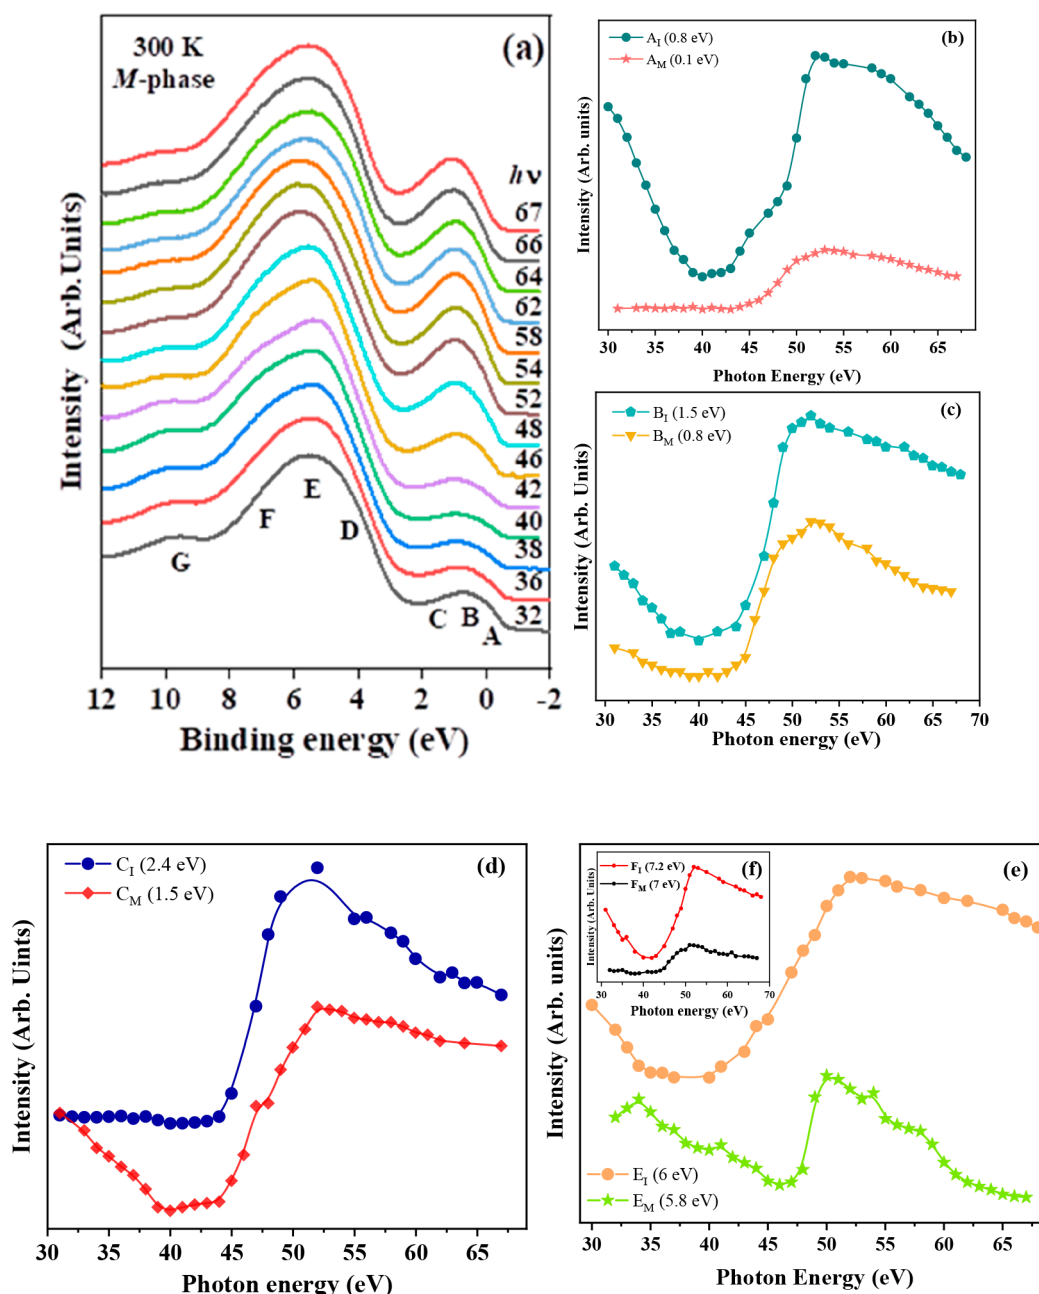 300 K
M-phase
(a)
hν
67
66
64
62
58
54
52
48
46
42
40
38
36
32
E
F
D
G
C
B
A
12 10 8 6 4 2 0 -2
Binding energy (eV)
Intensity (Arb.Units)
(b)
A_I (0.8 eV)
A_M (0.1 eV)
Intensity (Arb. units)
30 35 40 45 50 55 60 65
Photon Energy (eV)
(c)
B_I (1.5 eV)
B_M (0.8 eV)
Intensity (Arb. Units)
30 35 40 45 50 55 60 65 70
Photon energy (eV)
(d)
C_I (2.4 eV)
C_M (1.5 eV)
Intensity (Arb. Uints)
30 35 40 45 50 55 60 65
Photon energy (eV)
(f)
F_I (7.2 eV)
F_M (7 eV)
Intensity (Arb. Units)
30 40 50 60 70
Photon energy (eV)
(e)
E_I (6 eV)
E_M (5.8 eV)
Intensity (Arb. Units)
30 35 40 45 50 55 60 65
Photon Energy (eV)